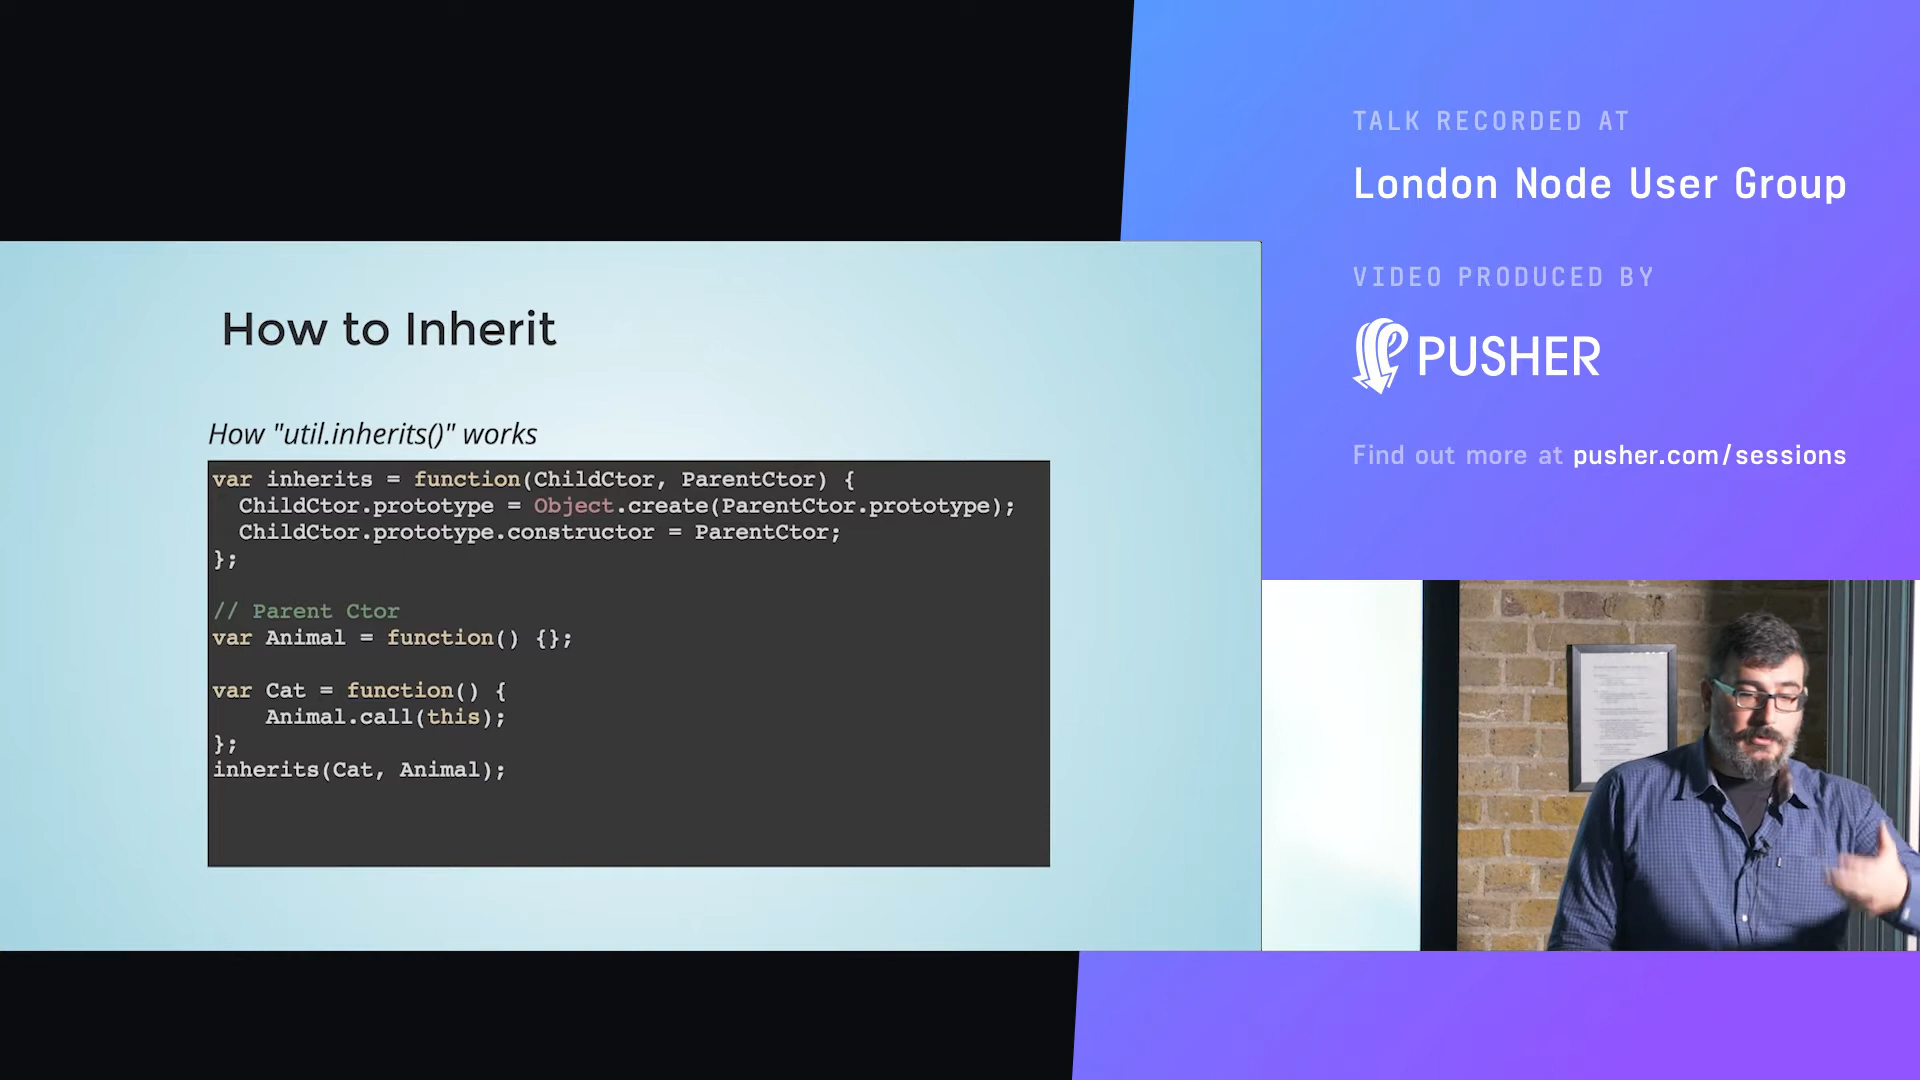 How to Inherit
How "util.inherits()" works
var inherits = function(ChildCtor, ParentCtor) {
  ChildCtor.prototype = Object.create(ParentCtor.prototype);
  ChildCtor.prototype.constructor = ParentCtor;
};
// Parent Ctor
var Animal = function() {};
var Cat = function() {
    Animal.call(this);
};
inherits(Cat, Animal);
TALK RECORDED AT
London Node User Group
VIDEO PRODUCED BY
PUSHER
Find out more at pusher.com/sessions